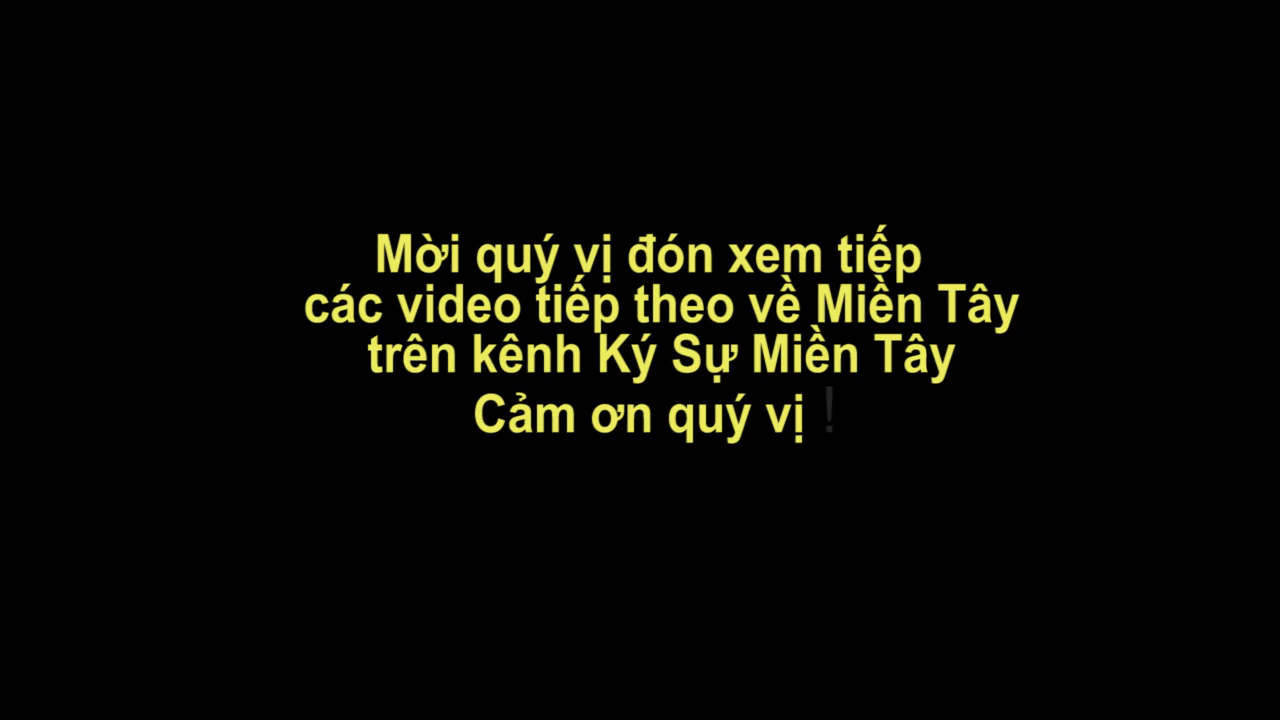 Mời quý vị đón xem tiếp
các video tiếp theo về Miền Tây
trên kênh Ký Sự Miền Tây
Cảm ơn quý vị !